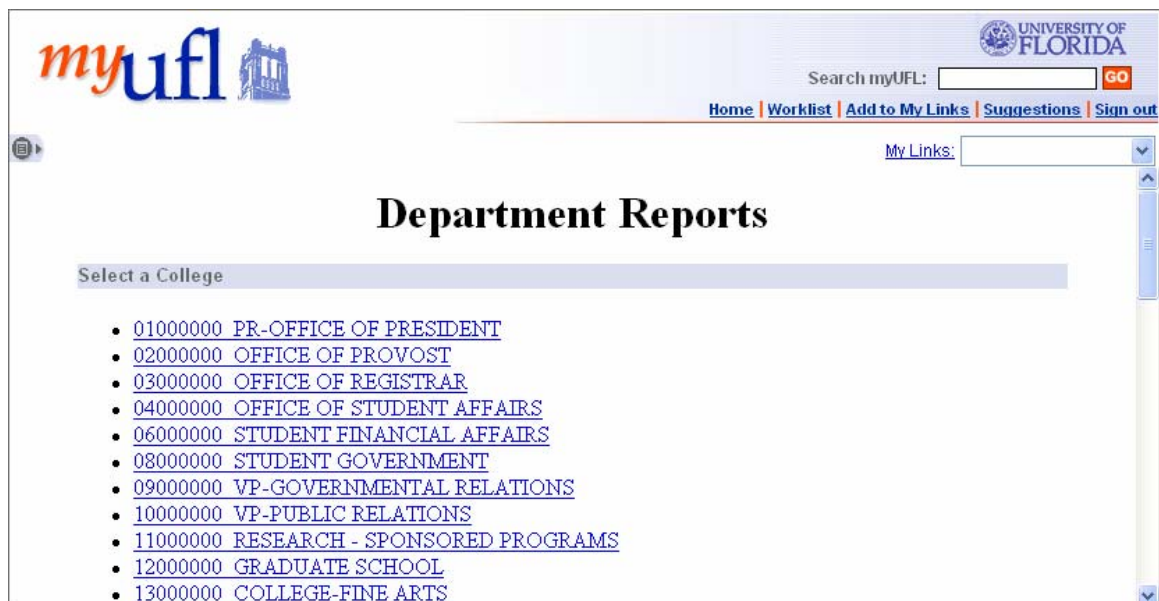 myufl
UNIVERSITY OF
FLORIDA
Search myUFL: GO
Home | Worklist | Add to My Links | Suggestions | Sign out
My Links:
Department Reports
Select a College
• 01000000 PR-OFFICE OF PRESIDENT
• 02000000 OFFICE OF PROVOST
• 03000000 OFFICE OF REGISTRAR
• 04000000 OFFICE OF STUDENT AFFAIRS
• 06000000 STUDENT FINANCIAL AFFAIRS
• 08000000 STUDENT GOVERNMENT
• 09000000 VP-GOVERNMENTAL RELATIONS
• 10000000 VP-PUBLIC RELATIONS
• 11000000 RESEARCH - SPONSORED PROGRAMS
• 12000000 GRADUATE SCHOOL
• 13000000 COLLEGE-FINE ARTS